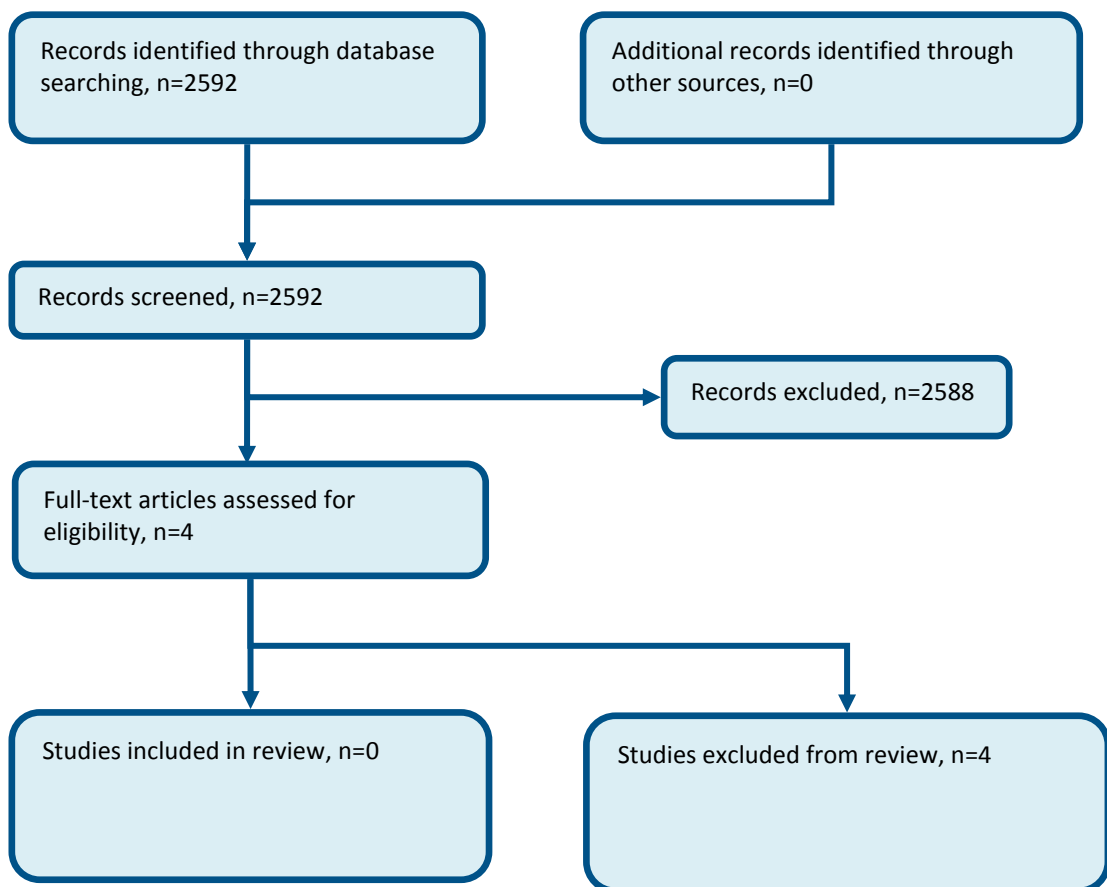 Records identified through database
searching, n=2592
Additional records identified through
other sources, n=0
Records screened, n=2592
Records excluded, n=2588
Full-text articles assessed for
eligibility, n=4
Studies included in review, n=0
Studies excluded from review, n=4